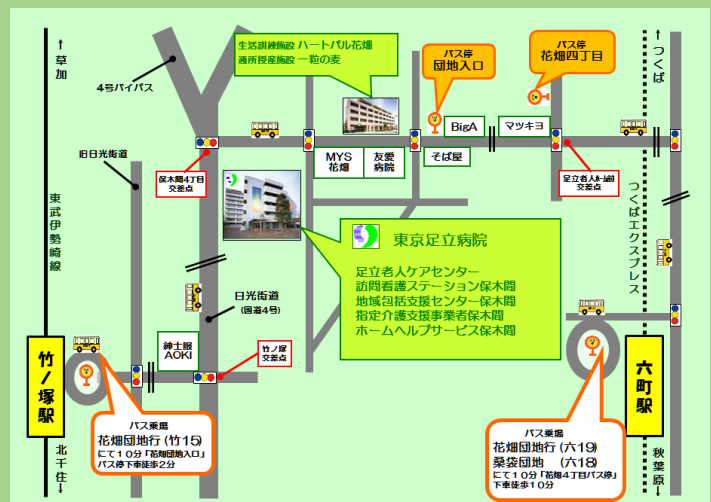 ↑草加
4号バイパス
旧日光街道
東武伊勢崎線
生活訓練施設 ハートパル花畑
通所授産施設 一粒の麦
バス停
団地入口
バス停
花畑四丁目
↑つくば
BigA
マツキヨ
MYS
花畑
友愛
病院
そば屋
保木間4丁目
交差点
足立老人ホーム前
交差点
つくばエクスプレス
東京足立病院
足立老人ケアセンター
訪問看護ステーション保木間
地域包括支援センター保木間
指定介護支援事業者保木間
ホームヘルプサービス保木間
日光街道
(国道4号)
紳士服
AOKI
竹ノ塚
交差点
竹ノ塚駅
六町駅
バス乗場
花畑団地行 (竹15)
にて10分「花畑団地入口」
バス停下車徒歩2分
バス乗場
花畑団地行 (六19)
桑袋団地 (六18)
にて10分「花畑4丁目バス停」
下車徒歩10分
北千住↓
秋葉原↓